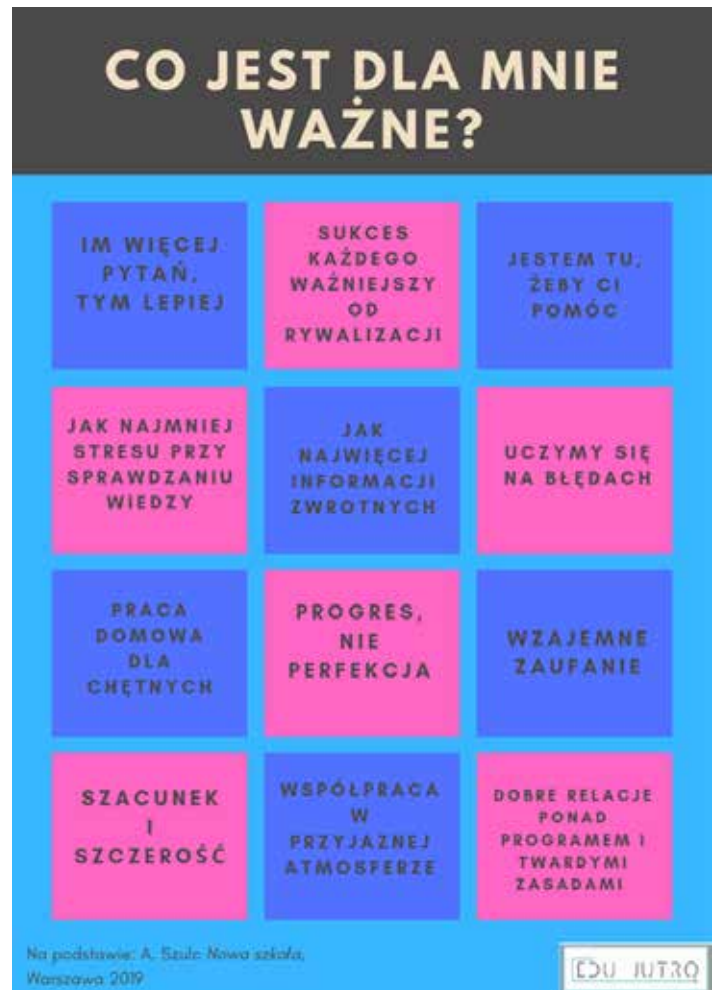 CO JEST DLA MNIE
WAŻNE?
IM WIĘCEJ
PYTAŃ,
TYM LEPIEJ
SUKCES
KAŻDEGO
WAŻNIEJSZY
OD
RYWALIZACJI
JESTEM TU,
ŻEBY CI
POMÓC
JAK NAJMNIEJ
STRESU PRZY
SPRAWDZANIU
WIEDZY
JAK
NAJWIĘCEJ
INFORMACJI
ZWROTNYCH
UCZYMY SIĘ
NA BŁĘDACH
PRACA
DOMOWA
DLA
CHĘTNYCH
PROGRES,
NIE
PERFEKCJA
WZAJEMNE
ZAUFANIE
SZACUNEK
I
SZCZEROŚĆ
WSPÓŁPRACA
W
PRZYJAZNEJ
ATMOSFERZE
DOBRE RELACJE
PONAD
PROGRAMEM I
TWARDYMI
ZASADAMI
Na podstawie: A. Szulc Nowa szkoła,
Warszawa 2019
EDU JUTRO